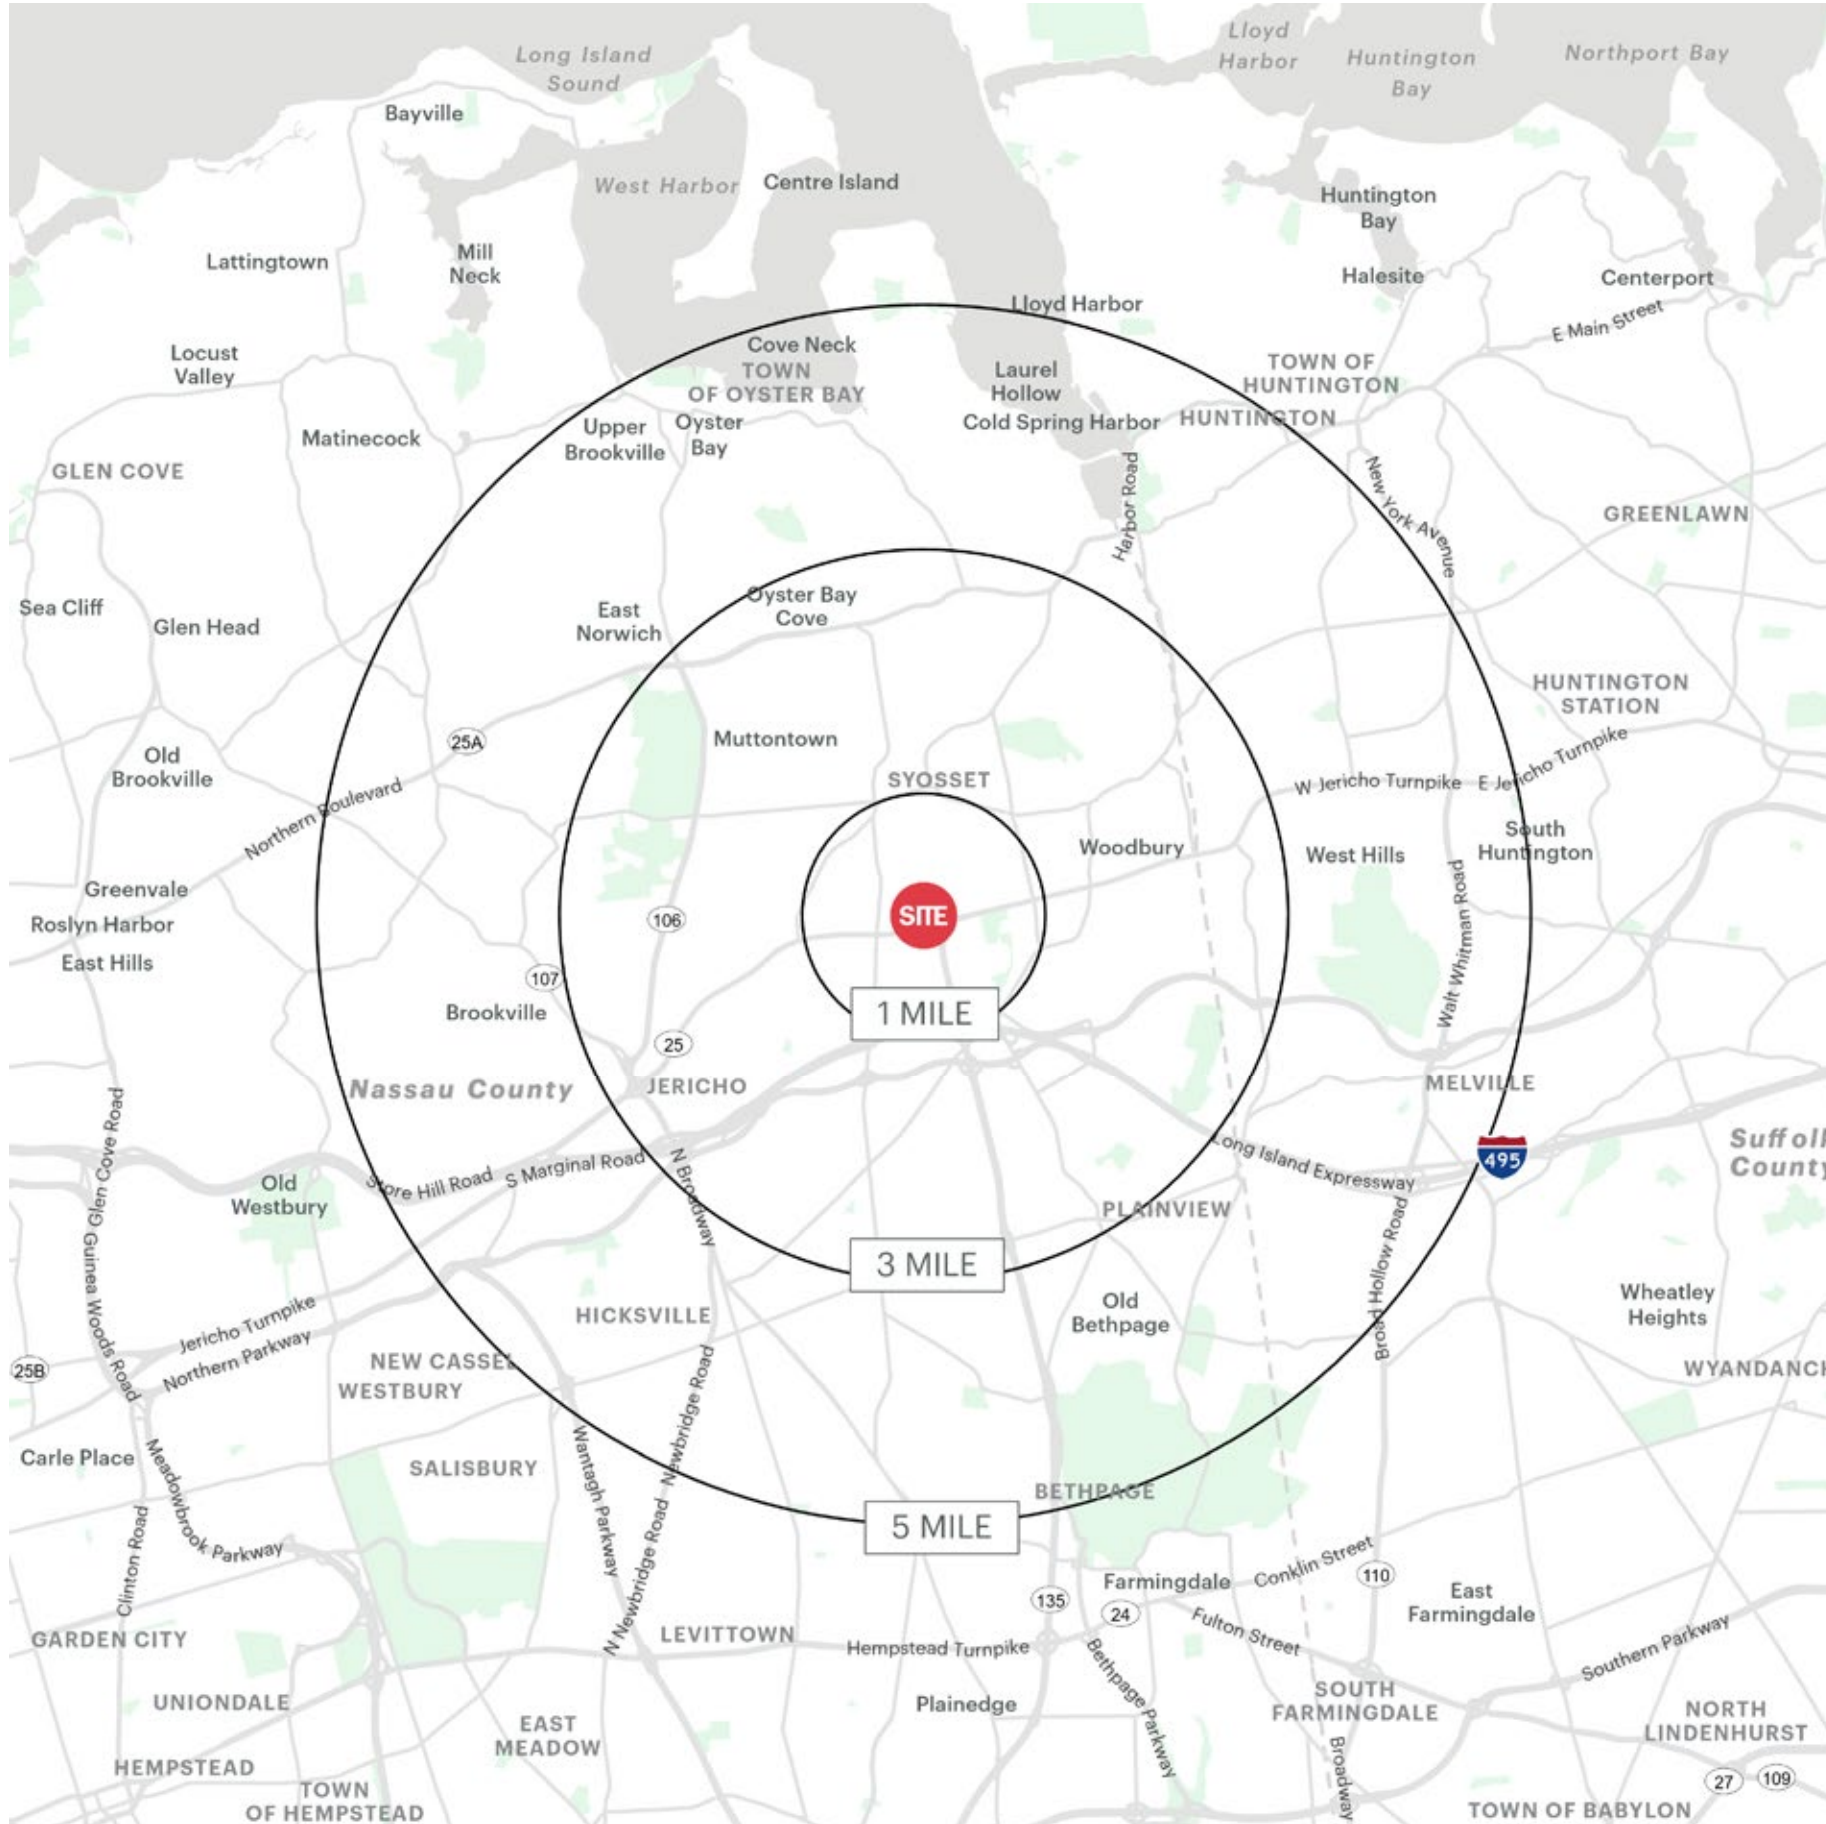 Long Island
Sound
Lloyd
Harbor
Huntington
Bay
Northport Bay
Bayville
West Harbor
Centre Island
Huntington
Bay
Lattingtown
Mill
Neck
Halesite
Centerport
Lloyd Harbor
E Main Street
Locust
Valley
Cove Neck
TOWN
OF OYSTER BAY
Laurel
Hollow
TOWN OF
HUNTINGTON
Matinecock
Upper
Brookville
Oyster
Bay
Cold Spring Harbor
HUNTINGTON
GLEN COVE
Harbor Road
New York Avenue
GREENLAWN
Sea Cliff
Glen Head
East
Norwich
Oyster Bay
Cove
HUNTINGTON
STATION
Old
Brookville
25A
Muttontown
SYOSSET
W Jericho Turnpike
E Jericho Turnpike
Northern Boulevard
Woodbury
West Hills
South
Huntington
Greenvale
Roslyn Harbor
East Hills
106
SITE
Walt Whitman Road
107
Brookville
1 MILE
25
Nassau County
JERICHO
MELVILLE
Glen Cove Road
Suffolk
County
495
Long Island Expressway
Store Hill Road
S Marginal Road
N Broadway
Old
Westbury
PLAINVIEW
Guinea Woods Road
Broad Hollow Road
3 MILE
Jericho Turnpike
Northern Parkway
HICKSVILLE
Old
Bethpage
Wheatley
Heights
25B
NEW CASSEL
WESTBURY
WYANDANCH
Newbridge Road
Carle Place
Meadowbrook Parkway
SALISBURY
Wantagh Parkway
BETHPAGE
5 MILE
Clinton Road
N Newbridge Road
Conklin Street
110
Farmingdale
135
24
East
Farmingdale
Fulton Street
GARDEN CITY
LEVITTOWN
Hempstead Turnpike
Southern Parkway
Bethpage Parkway
UNIONDALE
Plainedge
SOUTH
FARMINGDALE
NORTH
LINDENHURST
EAST
MEADOW
HEMPSTEAD
TOWN
OF HEMPSTEAD
Broadway
27
109
TOWN OF BABYLON